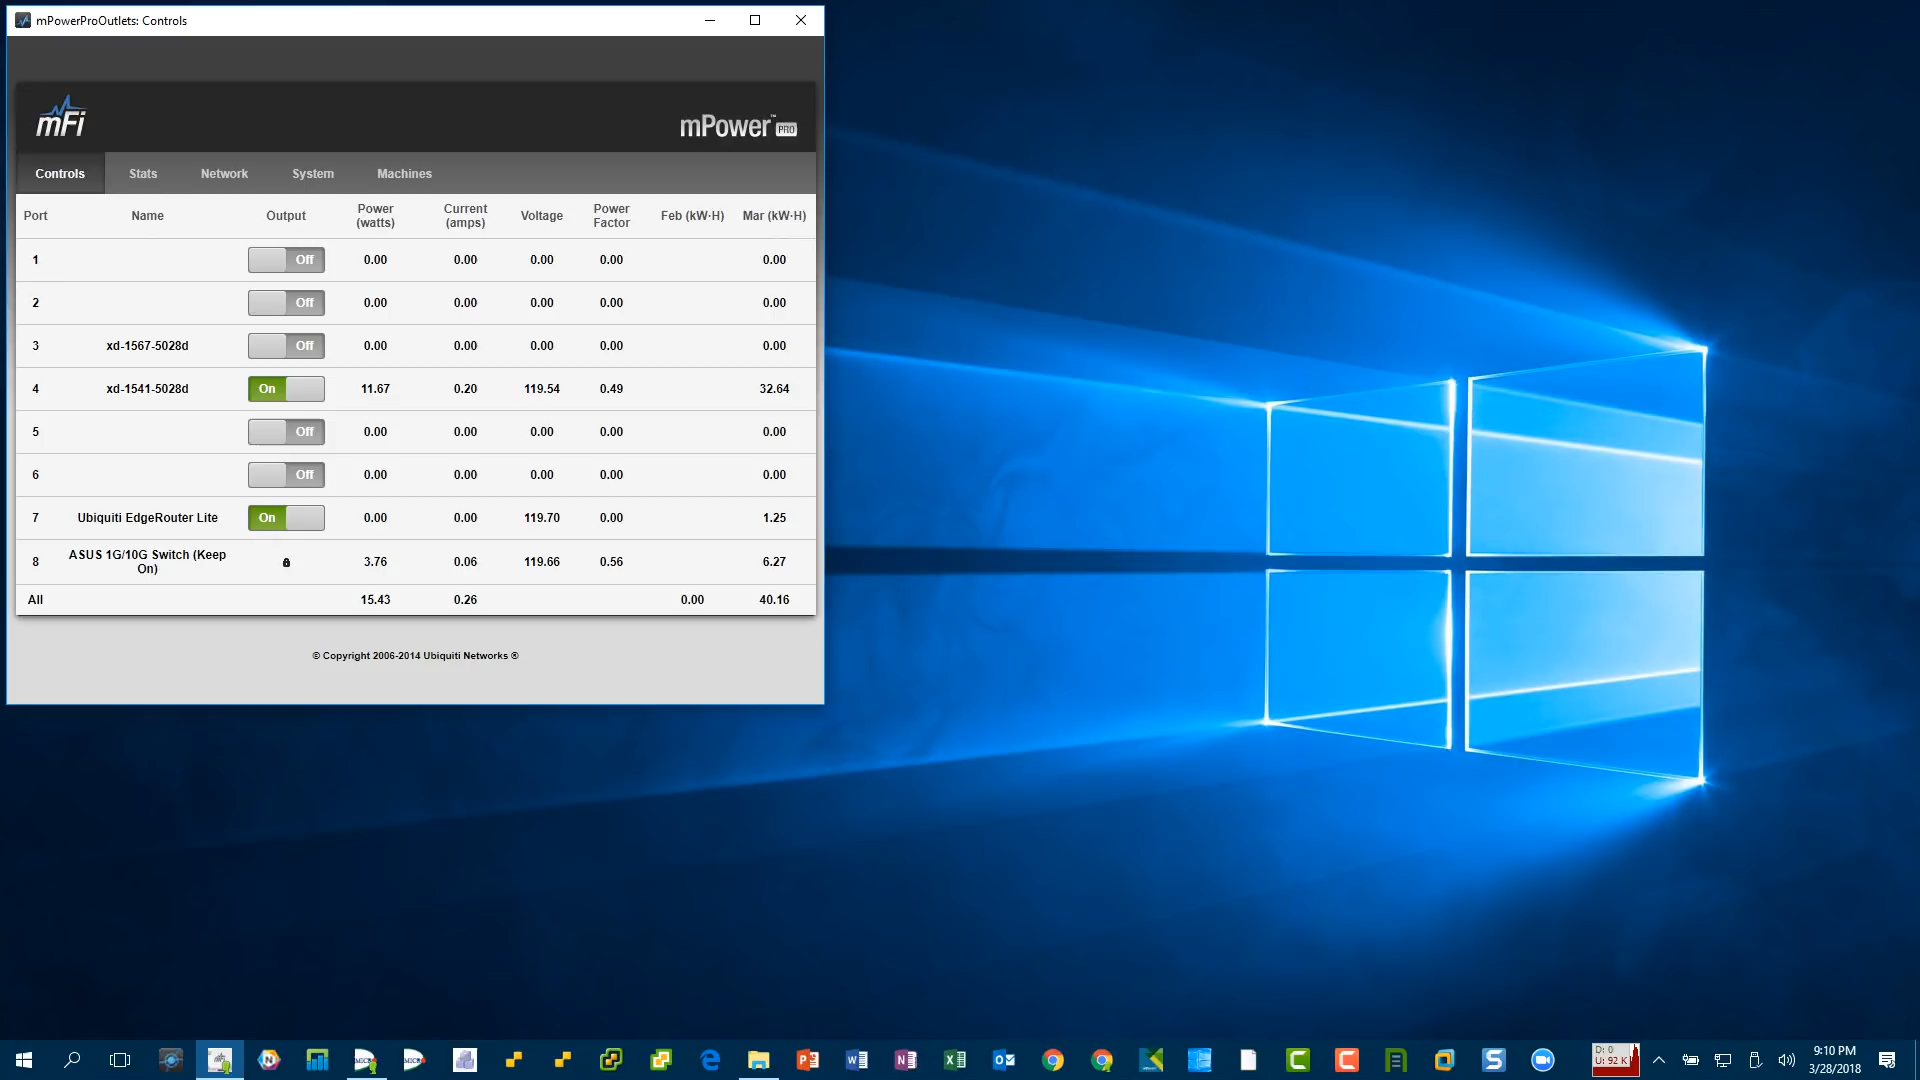 mPowerProOutlets: Controls
mFi
mPower™ PRO
Controls Stats Network System Machines
Port Name Output Power (watts) Current (amps) Voltage Power Factor Feb (kW·H) Mar (kW·H)
1 Off 0.00 0.00 0.00 0.00 0.00
2 Off 0.00 0.00 0.00 0.00 0.00
3 xd-1567-5028d Off 0.00 0.00 0.00 0.00 0.00
4 xd-1541-5028d On 11.67 0.20 119.54 0.49 32.64
5 Off 0.00 0.00 0.00 0.00 0.00
6 Off 0.00 0.00 0.00 0.00 0.00
7 Ubiquiti EdgeRouter Lite On 0.00 0.00 119.70 0.00 1.25
8 ASUS 1G/10G Switch (Keep On) 3.76 0.06 119.66 0.56 6.27
All 15.43 0.26 0.00 40.16
© Copyright 2006-2014 Ubiquiti Networks ®
D: 0
U: 92 K
9:10 PM
3/28/2018